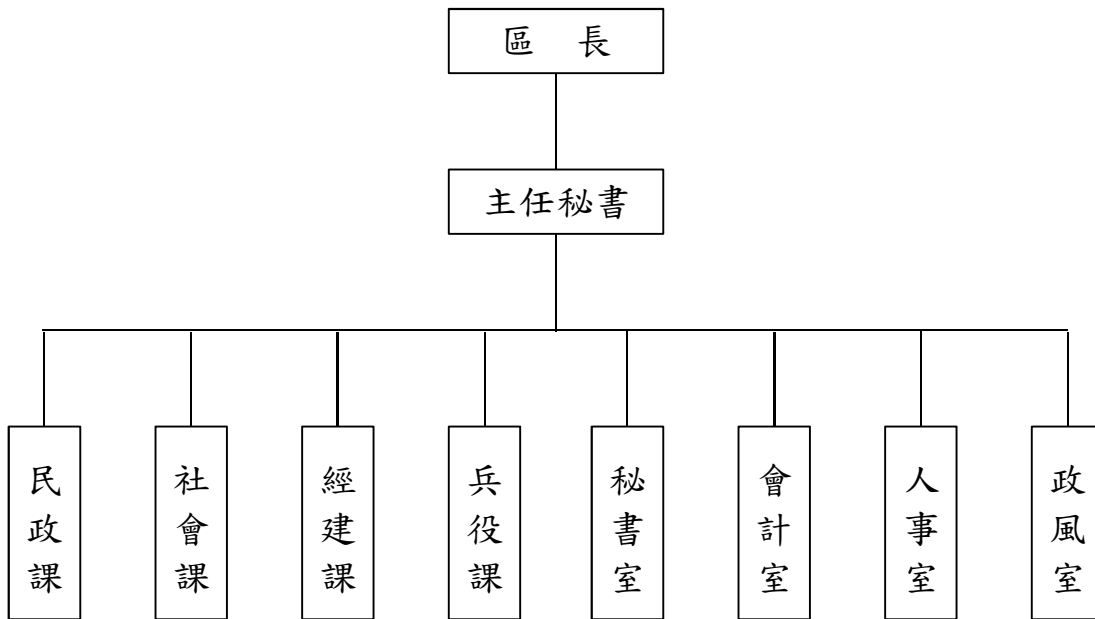 區 長
主任秘書
民政課
社會課
經建課
兵役課
秘書室
會計室
人事室
政風室